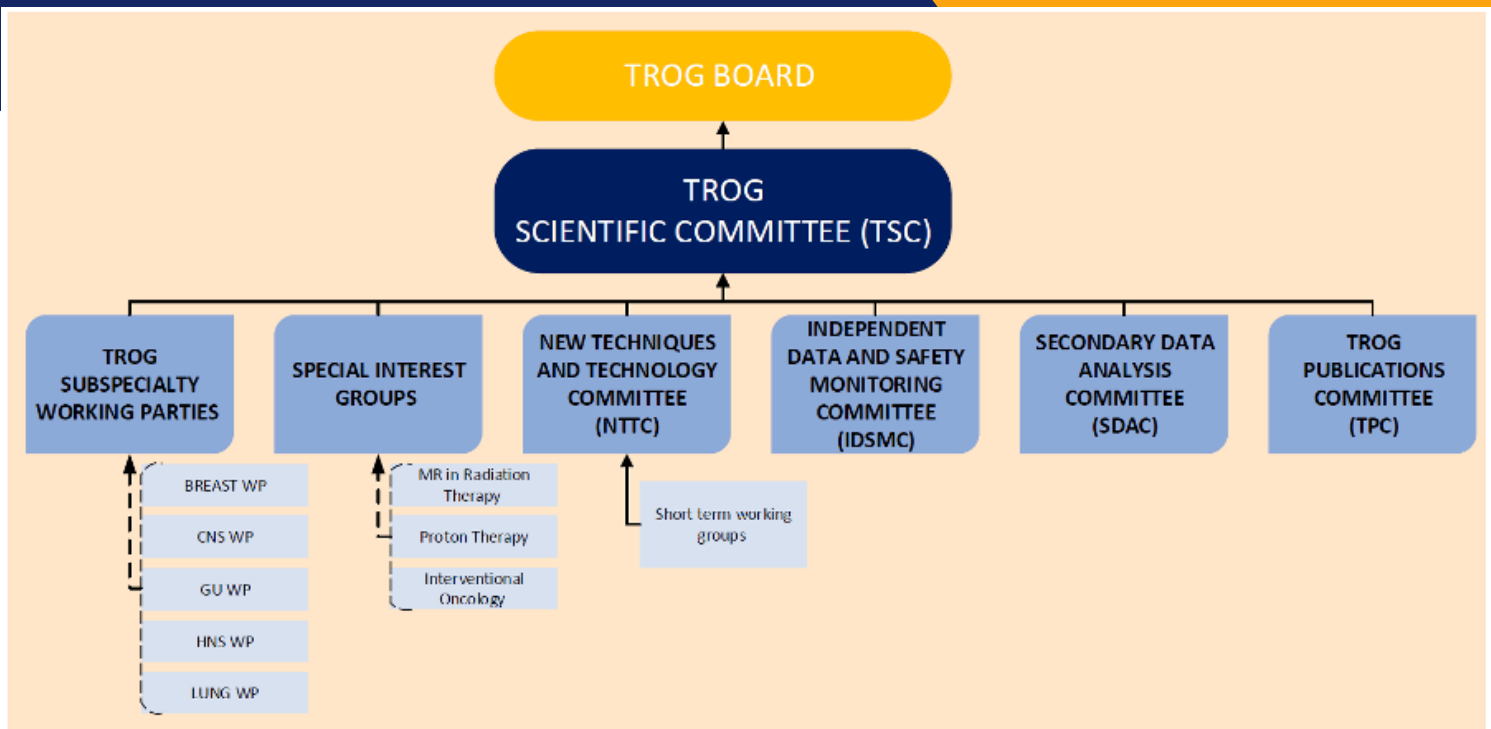 TROG BOARD
TROG
SCIENTIFIC COMMITTEE (TSC)
TROG
SUBSPECIALTY
WORKING PARTIES
SPECIAL INTEREST
GROUPS
NEW TECHNIQUES
AND TECHNOLOGY
COMMITTEE
(NTTC)
INDEPENDENT
DATA AND SAFETY
MONITORING
COMMITTEE
(IDSMC)
SECONDARY DATA
ANALYSIS
COMMITTEE
(SDAC)
TROG
PUBLICATIONS
COMMITTEE
(TPC)
BREAST WP
CNS WP
GU WP
HNS WP
LUNG WP
MR in Radiation
Therapy
Proton Therapy
Interventional
Oncology
Short term working
groups